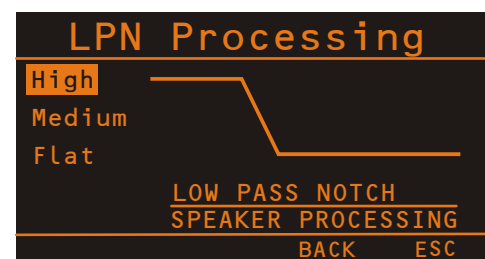 LPN Processing
High
Medium
Flat
LOW PASS NOTCH
SPEAKER PROCESSING
BACK ESC